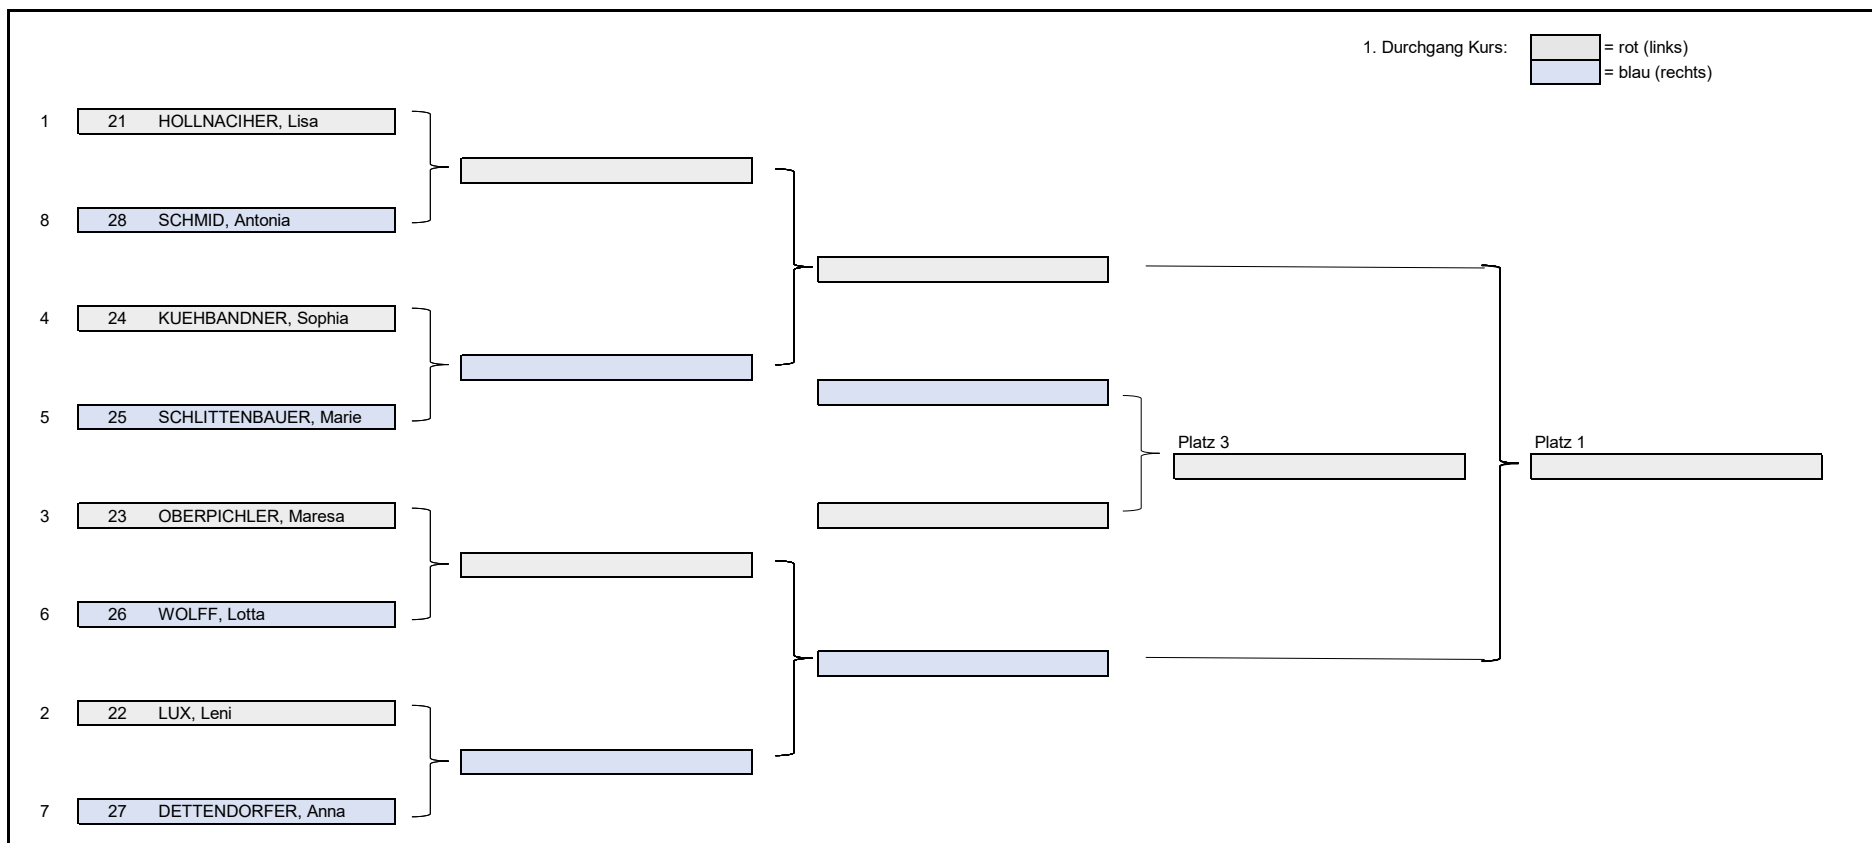 1. Durchgang Kurs: = rot (links)
= blau (rechts)
1 21 HOLLNACIHER, Lisa
8 28 SCHMID, Antonia
4 24 KUEHBANDNER, Sophia
5 25 SCHLITTENBAUER, Marie
Platz 3 Platz 1
3 23 OBERPICHLER, Maresa
6 26 WOLFF, Lotta
2 22 LUX, Leni
7 27 DETTENDORFER, Anna